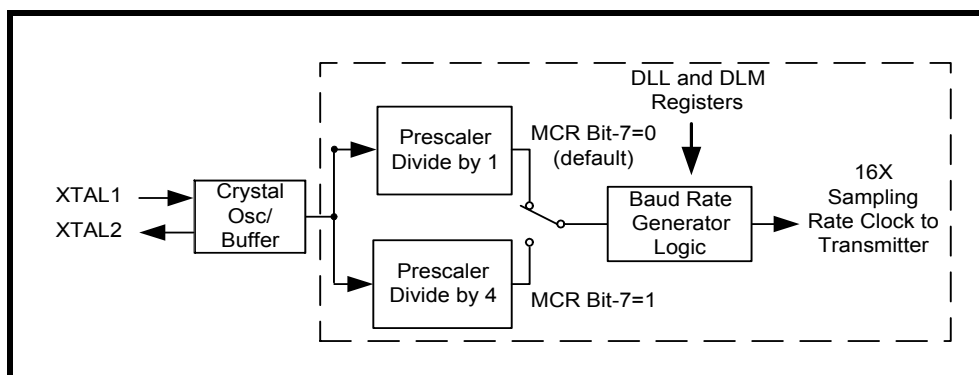 DLL and DLM
Registers
Prescaler
Divide by 1
MCR Bit-7=0
(default)
16X
Sampling
Rate Clock to
Transmitter
XTAL1
XTAL2
Crystal
Osc/
Buffer
Baud Rate
Generator
Logic
Prescaler
Divide by 4
MCR Bit-7=1